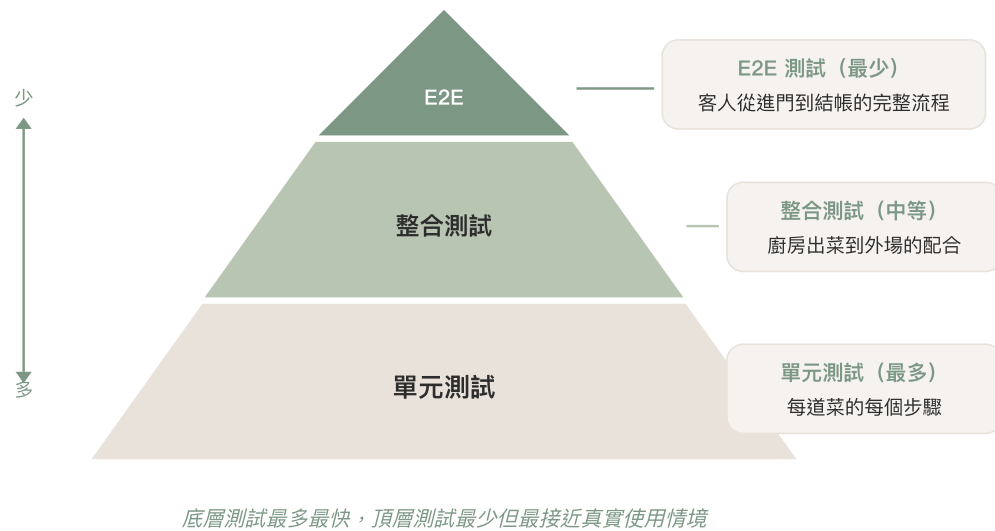 少
E2E
E2E 測試（最少）
客人從進門到結帳的完整流程
整合測試
整合測試（中等）
廚房出菜到外場的配合
單元測試
單元測試（最多）
每道菜的每個步驟
多
底層測試最多最快，頂層測試最少但最接近真實使用情境